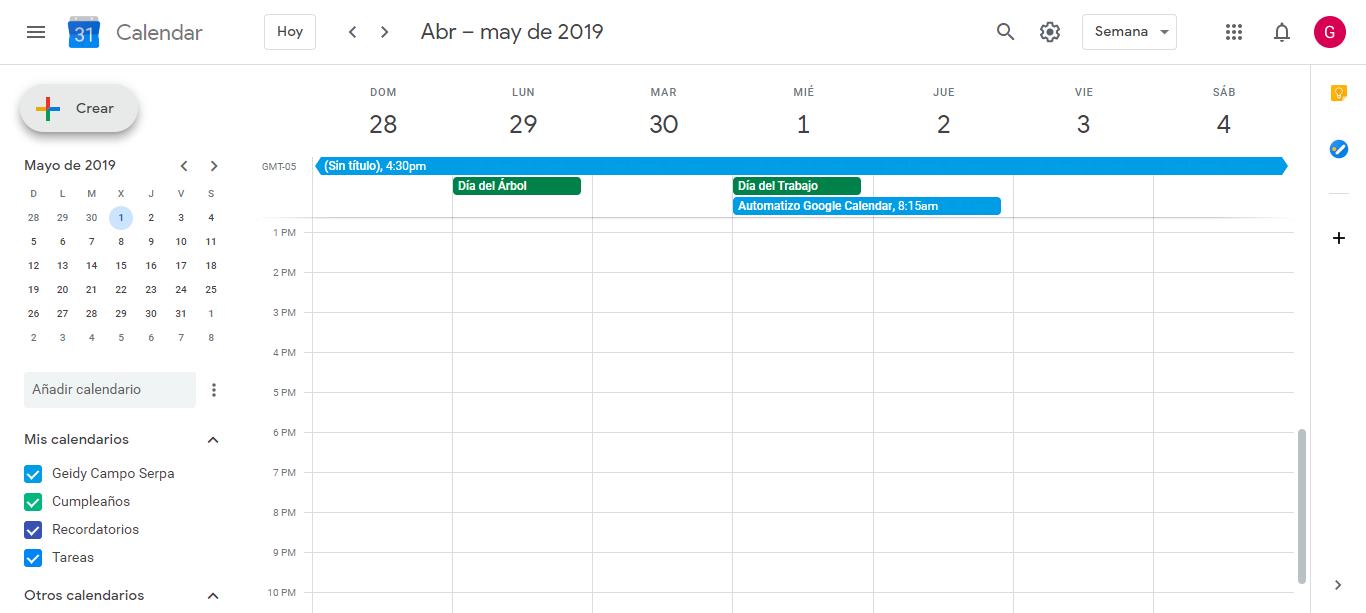 31 Calendar Hoy Abr – may de 2019 Semana G
Crear
Mayo de 2019
D L M X J V S
28 29 30 1 2 3 4
5 6 7 8 9 10 11
12 13 14 15 16 17 18
19 20 21 22 23 24 25
26 27 28 29 30 31 1
2 3 4 5 6 7 8
Añadir calendario
Mis calendarios
Geidy Campo Serpa
Cumpleaños
Recordatorios
Tareas
Otros calendarios
DOM LUN MAR MIÉ JUE VIE SÁB
28 29 30 1 2 3 4
GMT-05 (Sin título), 4:30pm
Día del Árbol Día del Trabajo
Automatizo Google Calendar, 8:15am
1 PM
2 PM
3 PM
4 PM
5 PM
6 PM
7 PM
8 PM
9 PM
10 PM